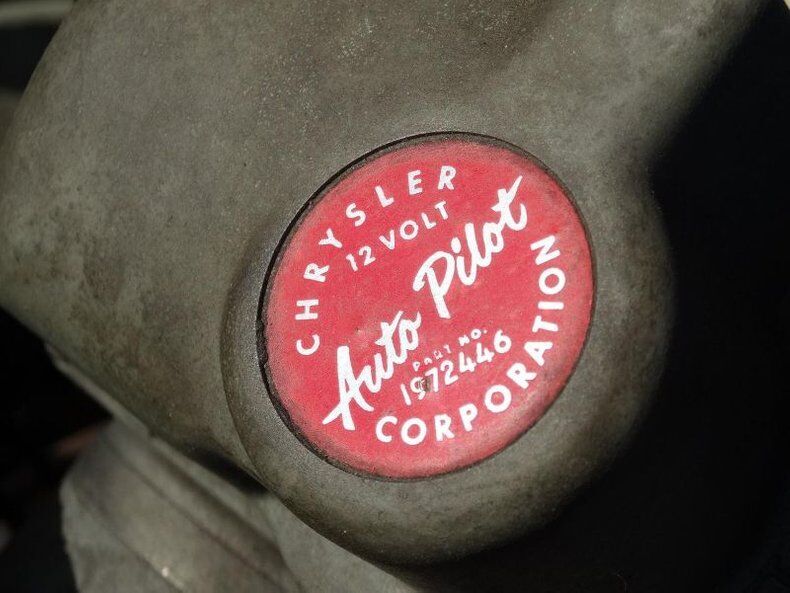 CHRYSLER
12 VOLT
Auto Pilot
PART NO.
1972446
CORPORATION